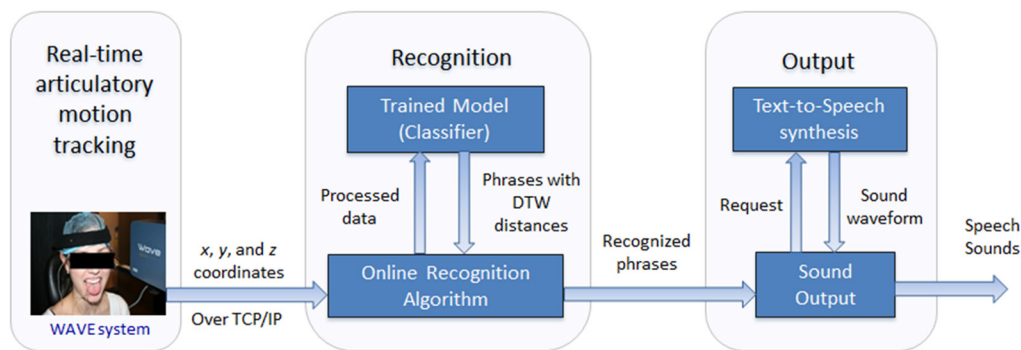 Real-time
articulatory
motion
tracking
Wave
WAVE system
x, y, and z
coordinates
Over TCP/IP
Recognition
Trained Model
(Classifier)
Processed
data
Phrases with
DTW
distances
Online Recognition
Algorithm
Recognized
phrases
Output
Text-to-Speech
synthesis
Request
Sound
waveform
Sound
Output
Speech
Sounds